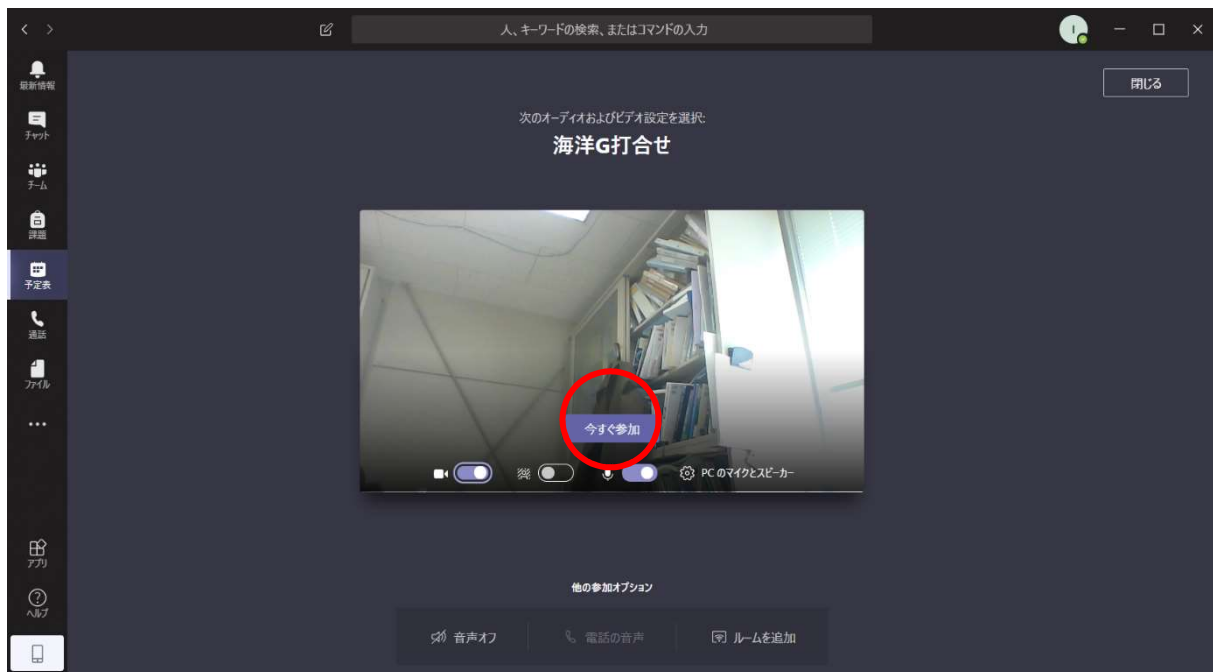 人、キーワードの検索、またはコマンドの入力
I
最新情報
チャット
チーム
課題
予定表
通話
ファイル
アプリ
ヘルプ
閉じる
次のオーディオおよびビデオ設定を選択:
海洋G打合せ
今すぐ参加
PC のマイクとスピーカー
他の参加オプション
音声オフ
電話の音声
ルームを追加